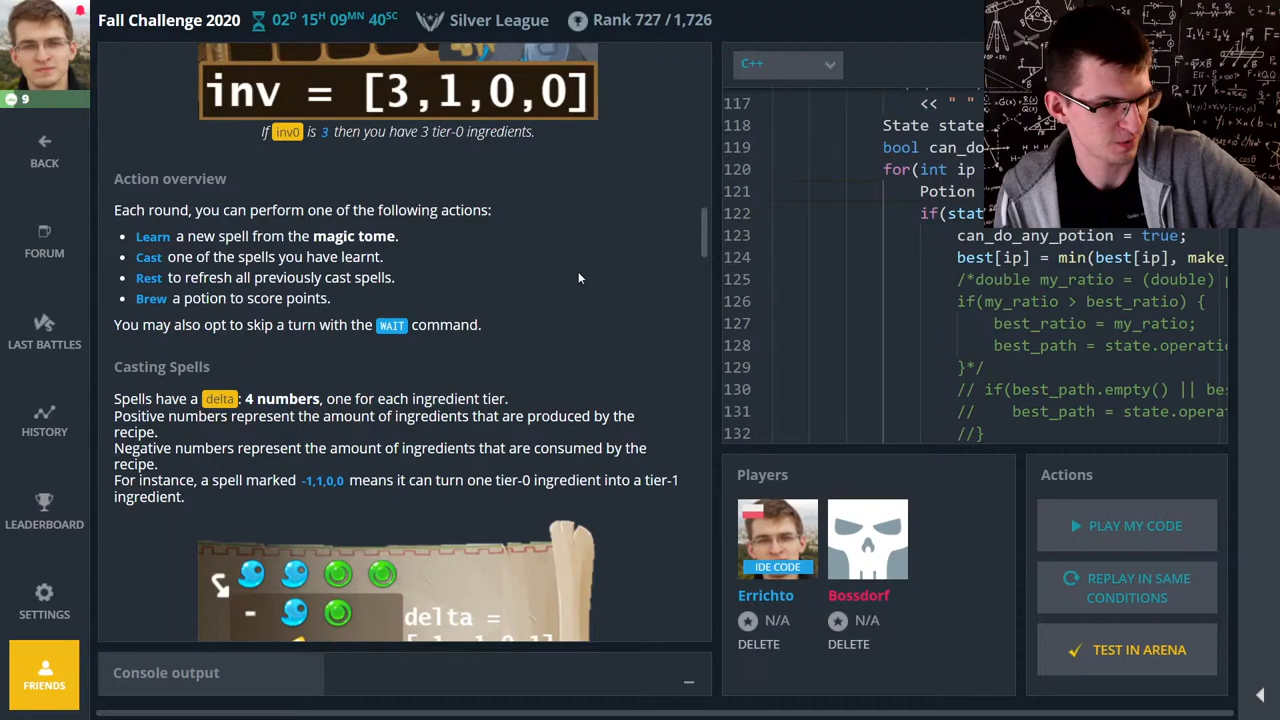 Fall Challenge 2020
02D 15H 09MN 40SC
Silver League
Rank 727 / 1,726
9
BACK
FORUM
LAST BATTLES
HISTORY
LEADERBOARD
SETTINGS
FRIENDS
inv = [3,1,0,0]
If inv0 is 3 then you have 3 tier-0 ingredients.
Action overview
Each round, you can perform one of the following actions:
• Learn a new spell from the magic tome.
• Cast one of the spells you have learnt.
• Rest to refresh all previously cast spells.
• Brew a potion to score points.
You may also opt to skip a turn with the WAIT command.
Casting Spells
Spells have a delta: 4 numbers, one for each ingredient tier.
Positive numbers represent the amount of ingredients that are produced by the
recipe.
Negative numbers represent the amount of ingredients that are consumed by the
recipe.
For instance, a spell marked -1,1,0,0 means it can turn one tier-0 ingredient into a tier-1
ingredient.
delta =
Console output
C++
117 << " "
118 State state
119 bool can_do
120 for(int ip
121 Potion
122 if(stat
123 can_do_any_potion = true;
124 best[ip] = min(best[ip], make_
125 /*double my_ratio = (double) p
126 if(my_ratio > best_ratio) {
127 best_ratio = my_ratio;
128 best_path = state.operatio
129 }*/
130 // if(best_path.empty() || bes
131 // best_path = state.opera
132 //}
Players
IDE CODE
Errichto
N/A
DELETE
Bossdorf
N/A
DELETE
Actions
PLAY MY CODE
REPLAY IN SAME
CONDITIONS
TEST IN ARENA